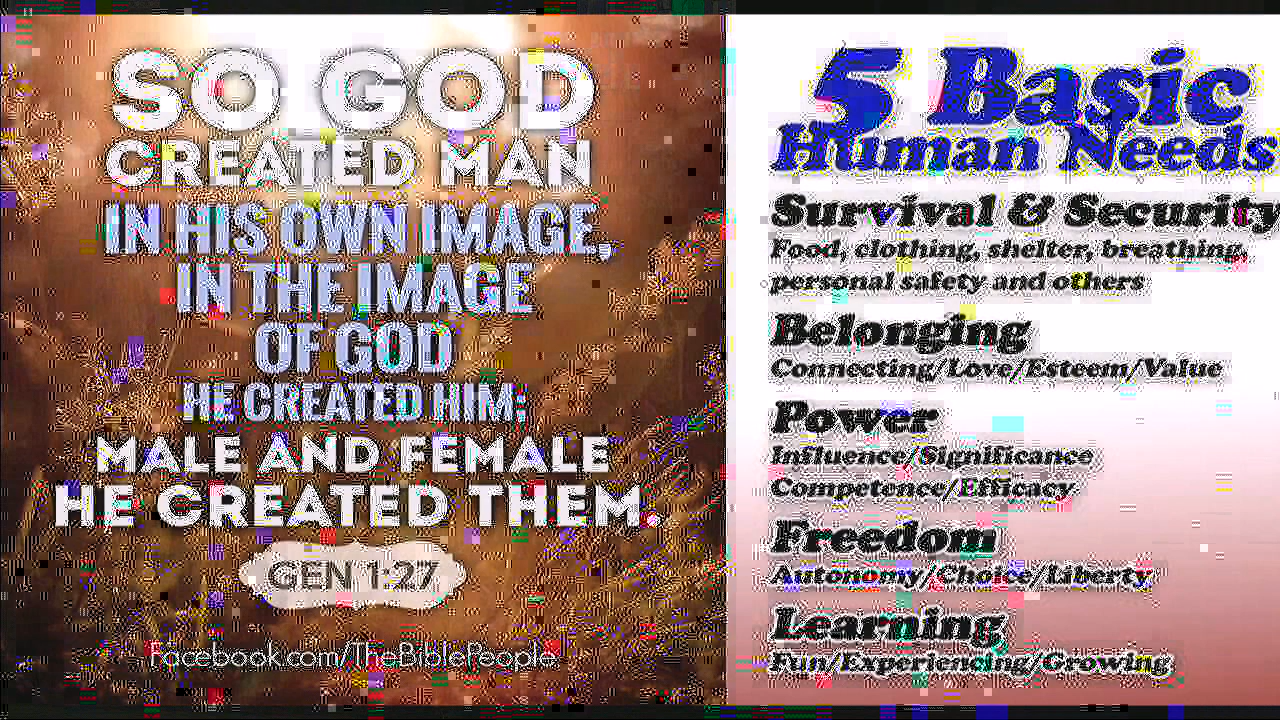 SO GOD
CREATED MAN
IN HIS OWN IMAGE,
IN THE IMAGE
OF GOD
HE CREATED HIM;
MALE AND FEMALE
HE CREATED THEM.
GEN 1:27
Facebook.com/TheBiblePeople
5 Basic
Human Needs
Survival & Security
Food, clothing, shelter, breathing,
personal safety and others
Belonging
Connecting/Love/Esteem/Value
Power
Influence/Significance
Competence/Efficacy
Freedom
Autonomy/Choice/Liberty
Learning
Fun/Experiencing/Growing